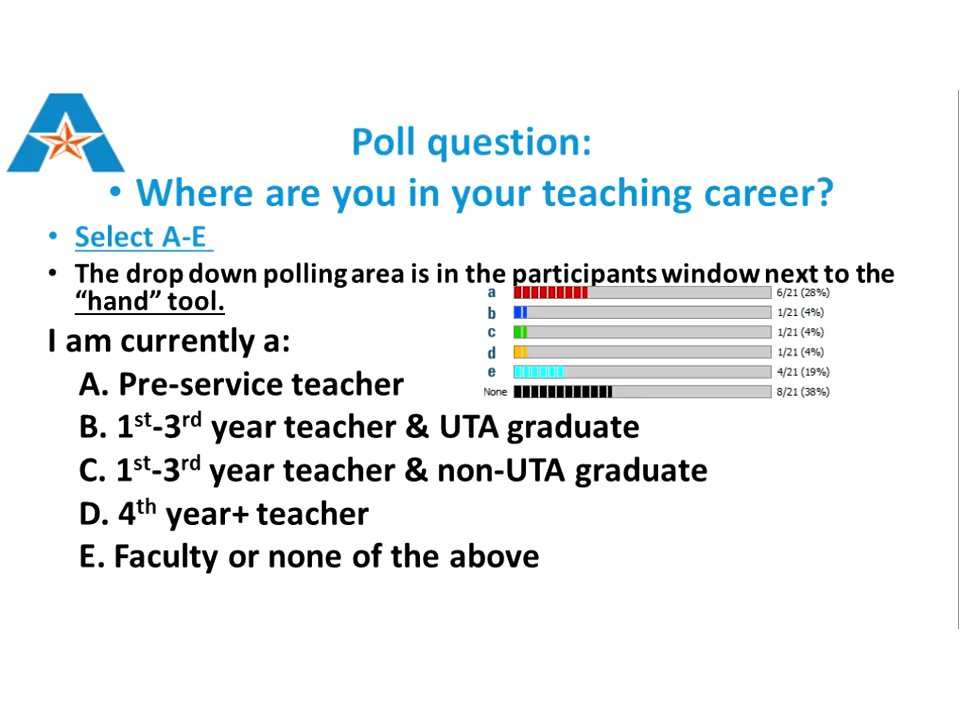 Poll question:
• Where are you in your teaching career?
• Select A-E
• The drop down polling area is in the participants window next to the
“hand” tool.
a 6/21 (28%)
b 1/21 (4%)
c 1/21 (4%)
d 1/21 (4%)
e 4/21 (19%)
None 8/21 (38%)
I am currently a:
A. Pre-service teacher
B. 1st-3rd year teacher & UTA graduate
C. 1st-3rd year teacher & non-UTA graduate
D. 4th year+ teacher
E. Faculty or none of the above